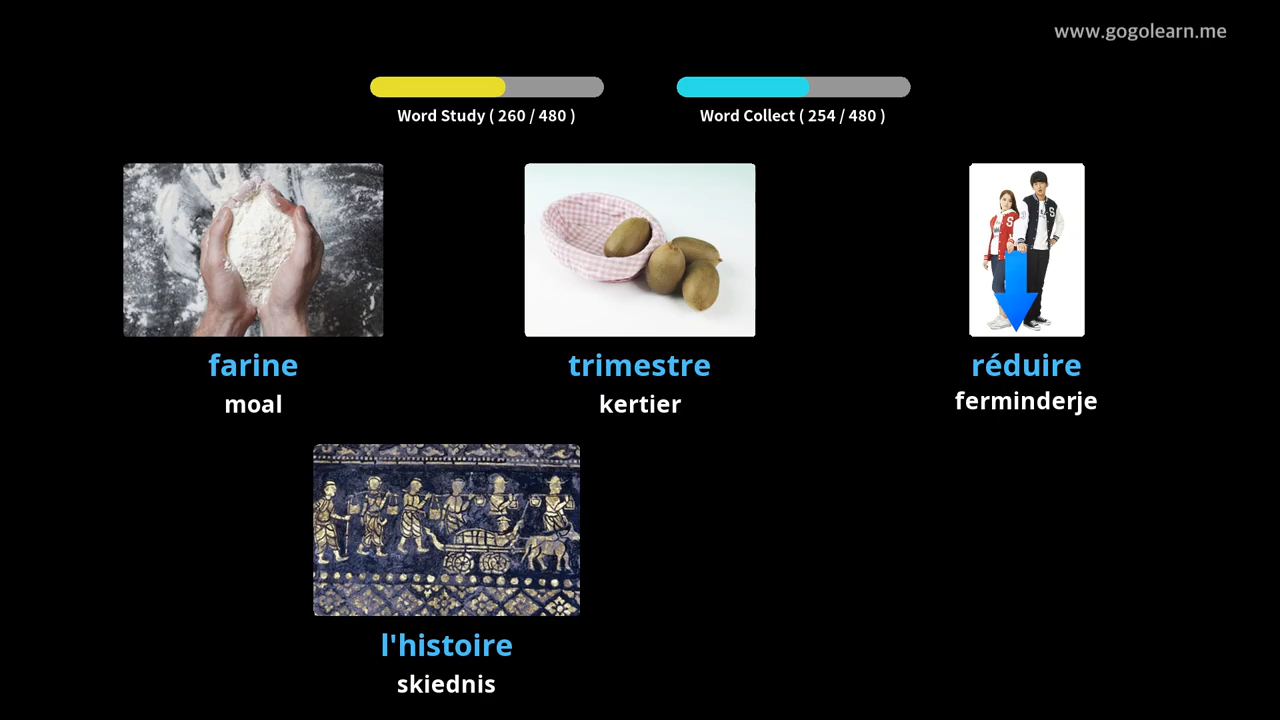 www.gogolearn.me
Word Study ( 260 / 480 )
Word Collect ( 254 / 480 )
farine
trimestre
réduire
moal
kertier
ferminderje
l'histoire
skiednis